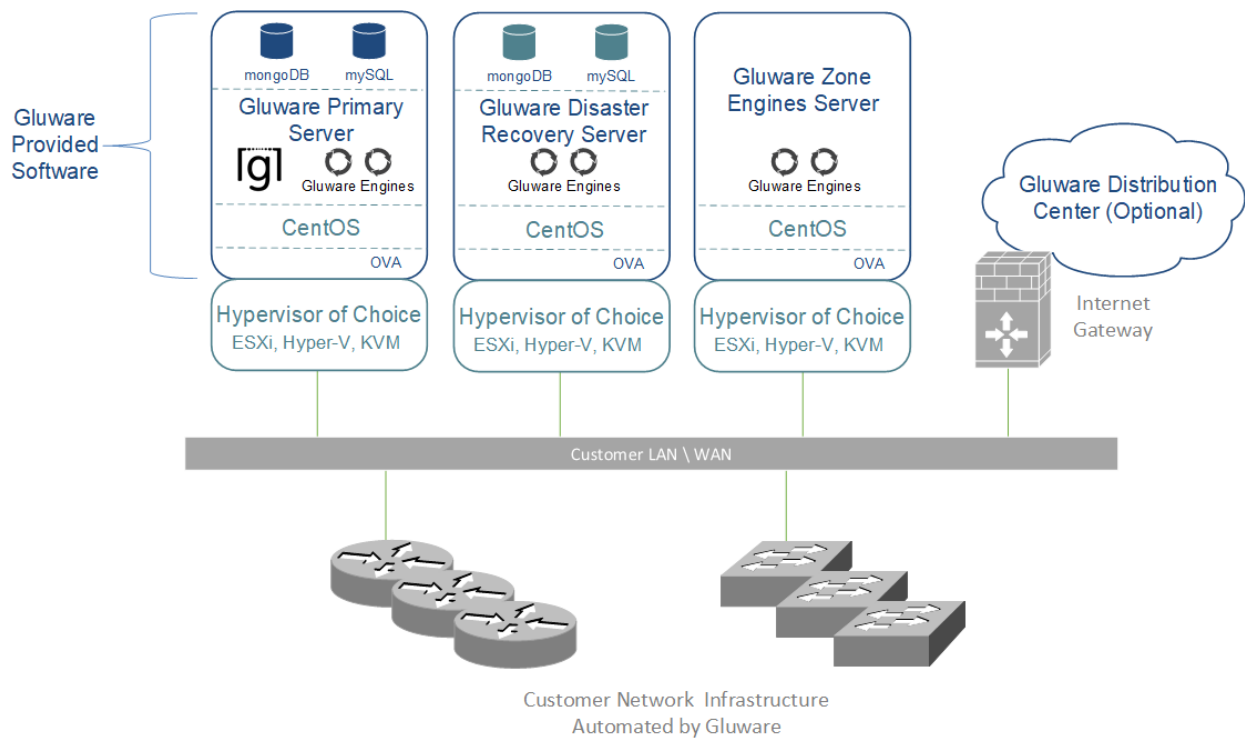 mongoDB
mySQL
Gluware Primary
Server
[g]
Gluware Engines
CentOS
OVA
Hypervisor of Choice
ESXi, Hyper-V, KVM
mongoDB
mySQL
Gluware Disaster
Recovery Server
Gluware Engines
CentOS
OVA
Hypervisor of Choice
ESXi, Hyper-V, KVM
Gluware Zone
Engines Server
Gluware Engines
CentOS
OVA
Hypervisor of Choice
ESXi, Hyper-V, KVM
Gluware
Provided
Software
Gluware Distribution
Center (Optional)
Internet
Gateway
Customer LAN \ WAN
Customer Network Infrastructure
Automated by Gluware